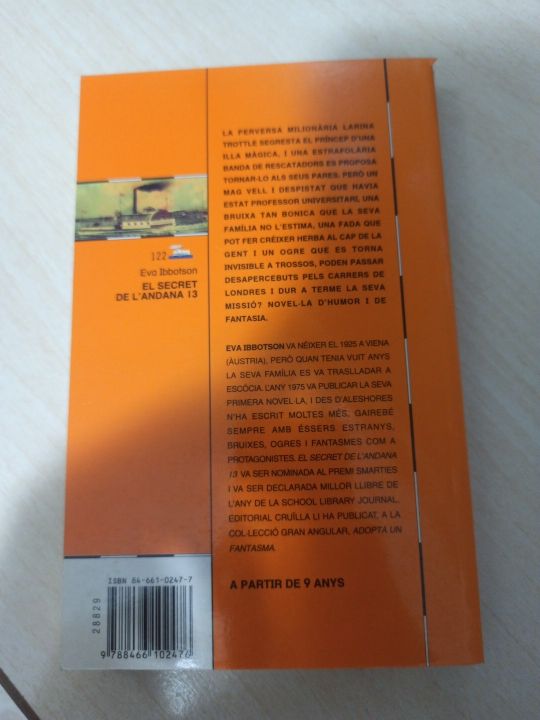 LA PERVERSA MILIONÀRIA LARINA
TROTTLE SEGRESTA EL PRÍNCEP D'UNA
ILLA MÀGICA, I UNA ESTRAFOLÀRIA
BANDA DE RESCATADORS ES PROPOSA
TORNAR-LO ALS SEUS PARES. PERÒ UN
MAG VELL I DESPISTAT QUE HAVIA
ESTAT PROFESSOR UNIVERSITARI, UNA
BRUIXA TAN BONICA QUE LA SEVA
FAMÍLIA NO L'ESTIMA, UNA FADA QUE
POT FER CRÉIXER HERBA AL CAP DE LA
GENT I UN OGRE QUE ES TORNA
INVISIBLE A TROSSOS, PODEN PASSAR
DESAPERCEBUTS PELS CARRERS DE
LONDRES I DUR A TERME LA SEVA
MISSIÓ? NOVEL·LA D'HUMOR I DE
FANTASIA.
122
Eva Ibbotson
EL SECRET
DE L'ANDANA 13
EVA IBBOTSON VA NÉIXER EL 1925 A VIENA
(ÀUSTRIA), PERÒ QUAN TENIA VUIT ANYS
LA SEVA FAMÍLIA ES VA TRASLLADAR A
ESCÒCIA. L'ANY 1975 VA PUBLICAR LA SEVA
PRIMERA NOVEL·LA, I DES D'ALESHORES
N'HA ESCRIT MOLTES MÉS, GAIREBÉ
SEMPRE AMB ÉSSERS ESTRANYS,
BRUIXES, OGRES I FANTASMES COM A
PROTAGONISTES. EL SECRET DE L'ANDANA
13 VA SER NOMINADA AL PREMI SMARTIES
I VA SER DECLARADA MILLOR LLIBRE DE
L'ANY DE LA SCHOOL LIBRARY JOURNAL.
EDITORIAL CRUÏLLA LI HA PUBLICAT, A LA
COL·LECCIÓ GRAN ANGULAR, ADOPTA UN
FANTASMA.
A PARTIR DE 9 ANYS
ISBN 84-661-0247-7
28829
9 788466 102476